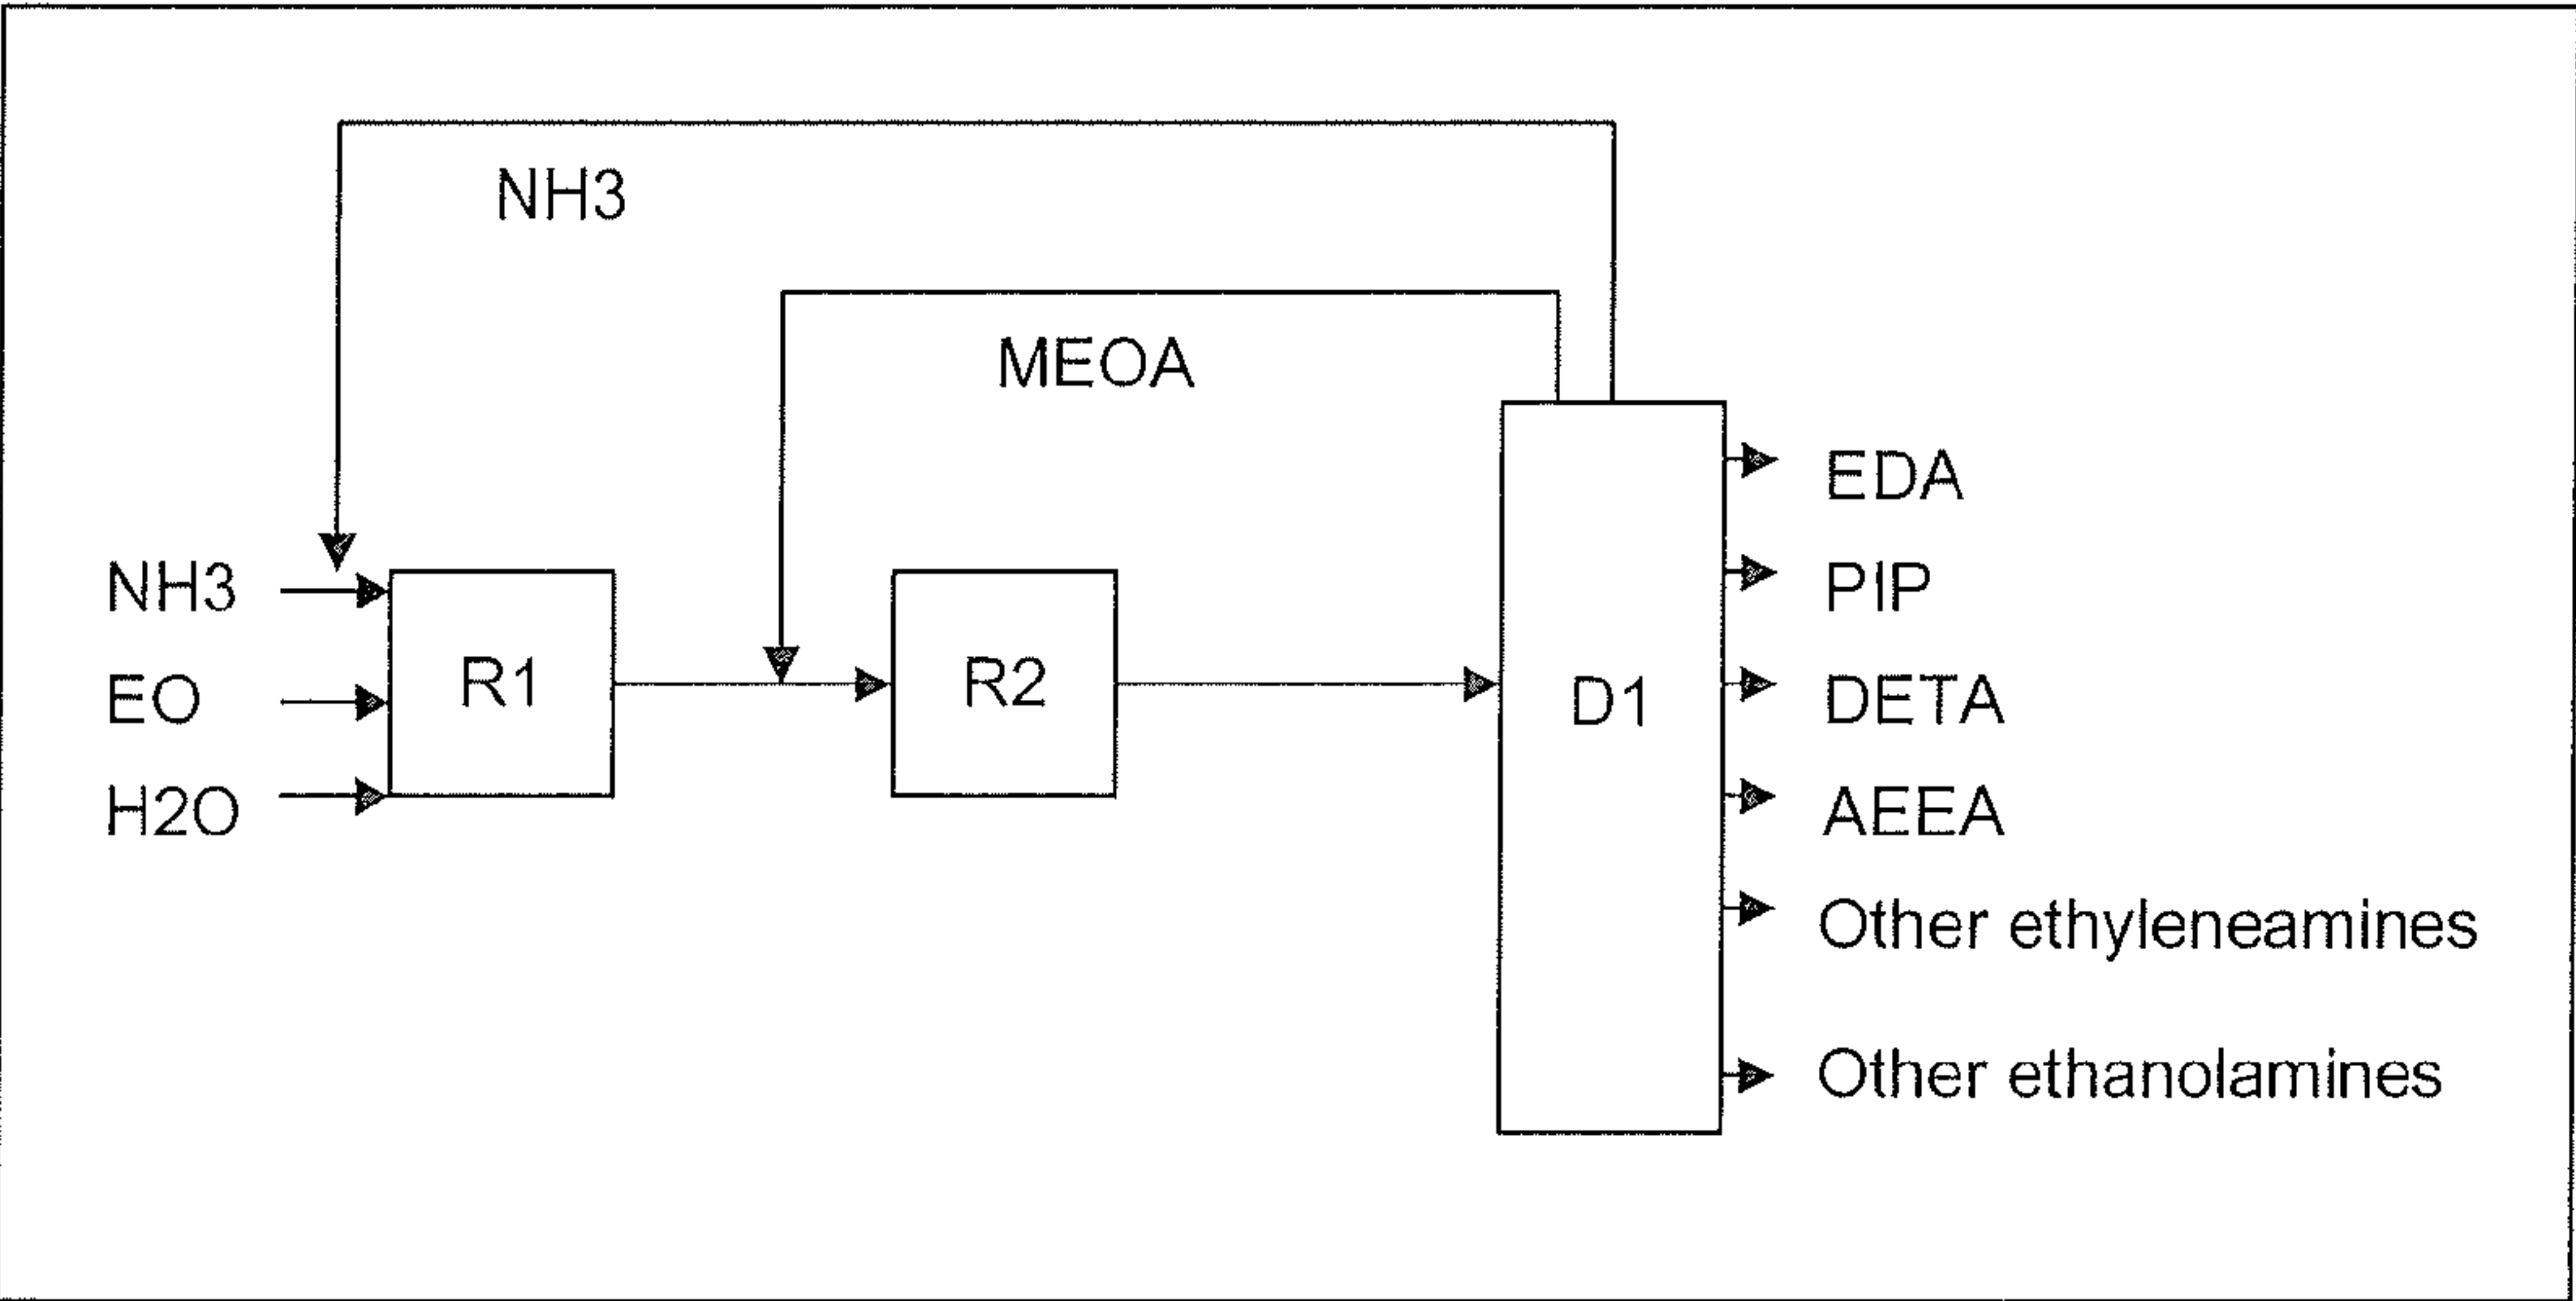 NH3
MEOA
NH3
EO
H2O
R1
R2
D1
EDA
PIP
DETA
AEEA
Other ethyleneamines
Other ethanolamines